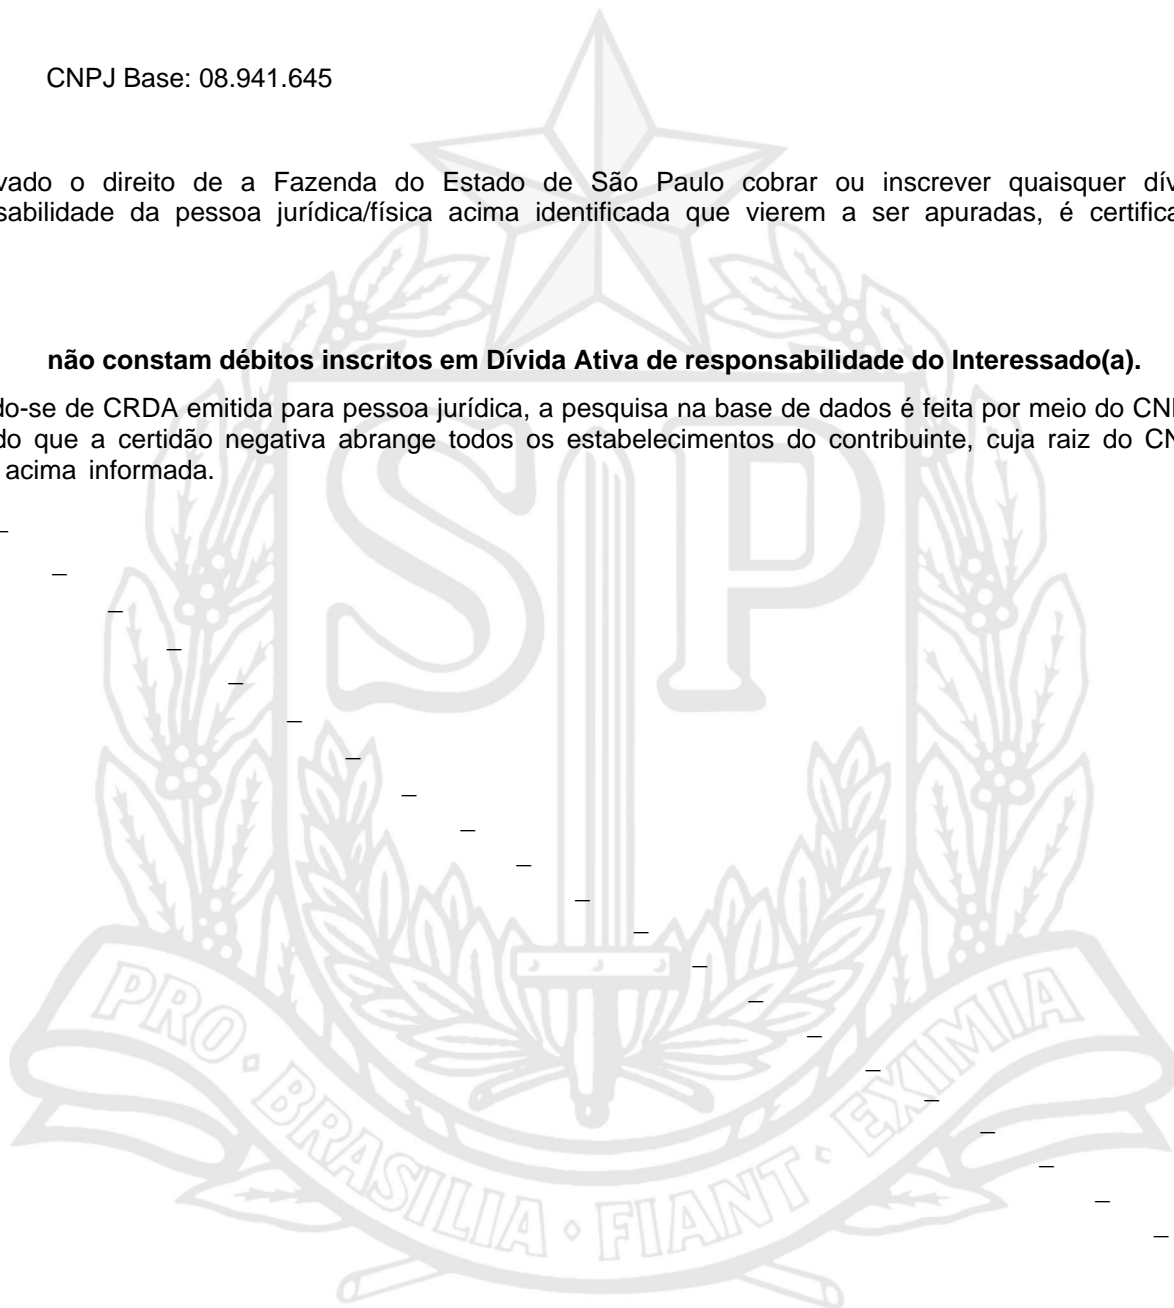 CNPJ Base: 08.941.645
vado o direito de a Fazenda do Estado de São Paulo cobrar ou inscrever quaisquer dív
sabilidade da pessoa jurídica/física acima identificada que vierem a ser apuradas, é certifica
não constam débitos inscritos em Dívida Ativa de responsabilidade do Interessado(a).
do-se de CRDA emitida para pessoa jurídica, a pesquisa na base de dados é feita por meio do CN
do que a certidão negativa abrange todos os estabelecimentos do contribuinte, cuja raiz do CN
acima informada.
SP
PRO · BRASILIA · FIANT · EXIMIA